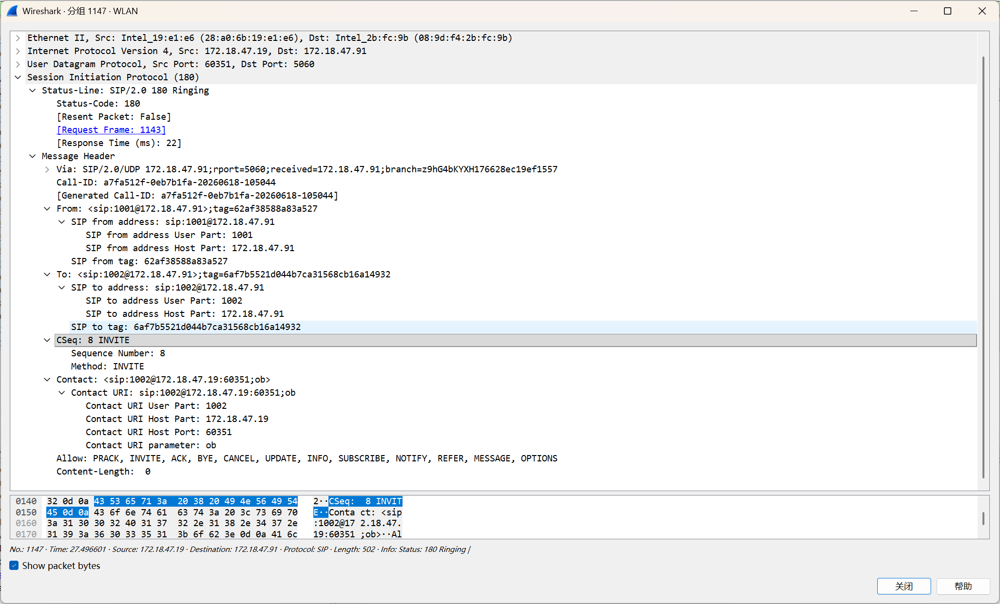 Wireshark · 分组 1147 · WLAN
Ethernet II, Src: Intel_19:e1:e6 (28:a0:6b:19:e1:e6), Dst: Intel_2b:fc:9b (08:9d:f4:2b:fc:9b)
Internet Protocol Version 4, Src: 172.18.47.19, Dst: 172.18.47.91
User Datagram Protocol, Src Port: 60351, Dst Port: 5060
Session Initiation Protocol (180)
Status-Line: SIP/2.0 180 Ringing
Status-Code: 180
[Resent Packet: False]
[Request Frame: 1143]
[Response Time (ms): 22]
Message Header
Via: SIP/2.0/UDP 172.18.47.91;rport=5060;received=172.18.47.91;branch=z9hG4bKYXH176628ec19ef1557
Call-ID: a7fa512f-0eb7b1fa-20260618-105044
[Generated Call-ID: a7fa512f-0eb7b1fa-20260618-105044]
From: <sip:1001@172.18.47.91>;tag=62af38588a83a527
SIP from address: sip:1001@172.18.47.91
SIP from address User Part: 1001
SIP from address Host Part: 172.18.47.91
SIP from tag: 62af38588a83a527
To: <sip:1002@172.18.47.91>;tag=6af7b5521d044b7ca31568cb16a14932
SIP to address: sip:1002@172.18.47.91
SIP to address User Part: 1002
SIP to address Host Part: 172.18.47.91
SIP to tag: 6af7b5521d044b7ca31568cb16a14932
CSeq: 8 INVITE
Sequence Number: 8
Method: INVITE
Contact: <sip:1002@172.18.47.19:60351;ob>
Contact URI: sip:1002@172.18.47.19:60351;ob
Contact URI User Part: 1002
Contact URI Host Part: 172.18.47.19
Contact URI Host Port: 60351
Contact URI parameter: ob
Allow: PRACK, INVITE, ACK, BYE, CANCEL, UPDATE, INFO, SUBSCRIBE, NOTIFY, REFER, MESSAGE, OPTIONS
Content-Length:  0
0140 32 0d 0a 43 53 65 71 3a 20 38 20 49 4e 56 49 54 2··CSeq: 8 INVIT
0150 45 0d 0a 43 6f 6e 74 61 63 74 3a 20 3c 73 69 70 E··Conta ct: <sip
0160 3a 31 30 30 32 40 31 37 32 2e 31 38 2e 34 37 2e :1002@17 2.18.47.
0170 31 39 3a 36 30 33 35 31 3b 6f 62 3e 0d 0a 41 6c 19:60351 ;ob>··Al
No.: 1147 · Time: 27.496601 · Source: 172.18.47.19 · Destination: 172.18.47.91 · Protocol: SIP · Length: 502 · Info: Status: 180 Ringing |
Show packet bytes
关闭 帮助